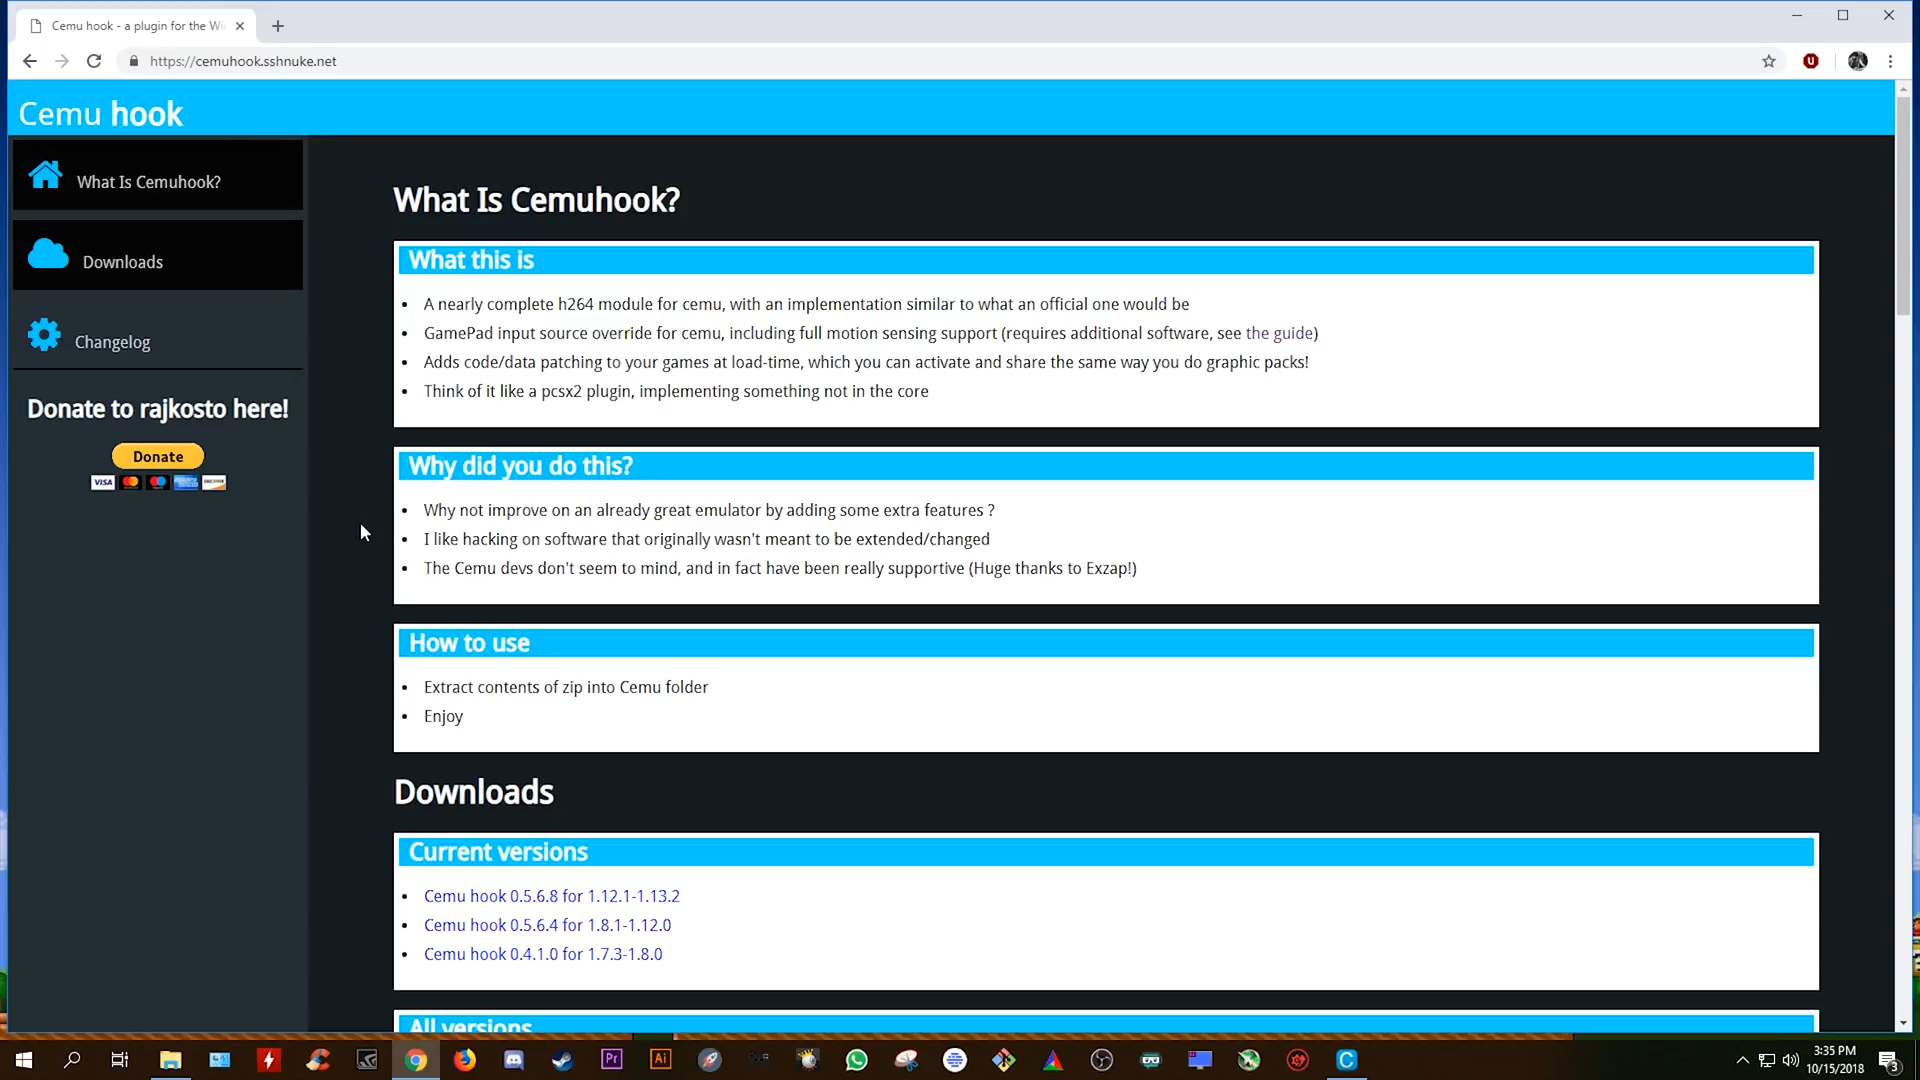 Cemu hook - a plugin for the Wi
https://cemuhook.sshnuke.net
Cemu hook
What Is Cemuhook?
Downloads
Changelog
Donate to rajkosto here!
Donate
VISA
DISCOVER
What Is Cemuhook?
What this is
• A nearly complete h264 module for cemu, with an implementation similar to what an official one would be
• GamePad input source override for cemu, including full motion sensing support (requires additional software, see the guide)
• Adds code/data patching to your games at load-time, which you can activate and share the same way you do graphic packs!
• Think of it like a pcsx2 plugin, implementing something not in the core
Why did you do this?
• Why not improve on an already great emulator by adding some extra features ?
• I like hacking on software that originally wasn't meant to be extended/changed
• The Cemu devs don't seem to mind, and in fact have been really supportive (Huge thanks to Exzap!)
How to use
• Extract contents of zip into Cemu folder
• Enjoy
Downloads
Current versions
• Cemu hook 0.5.6.8 for 1.12.1-1.13.2
• Cemu hook 0.5.6.4 for 1.8.1-1.12.0
• Cemu hook 0.4.1.0 for 1.7.3-1.8.0
All versions
Pr
Ai
C
3:35 PM
10/15/2018
3